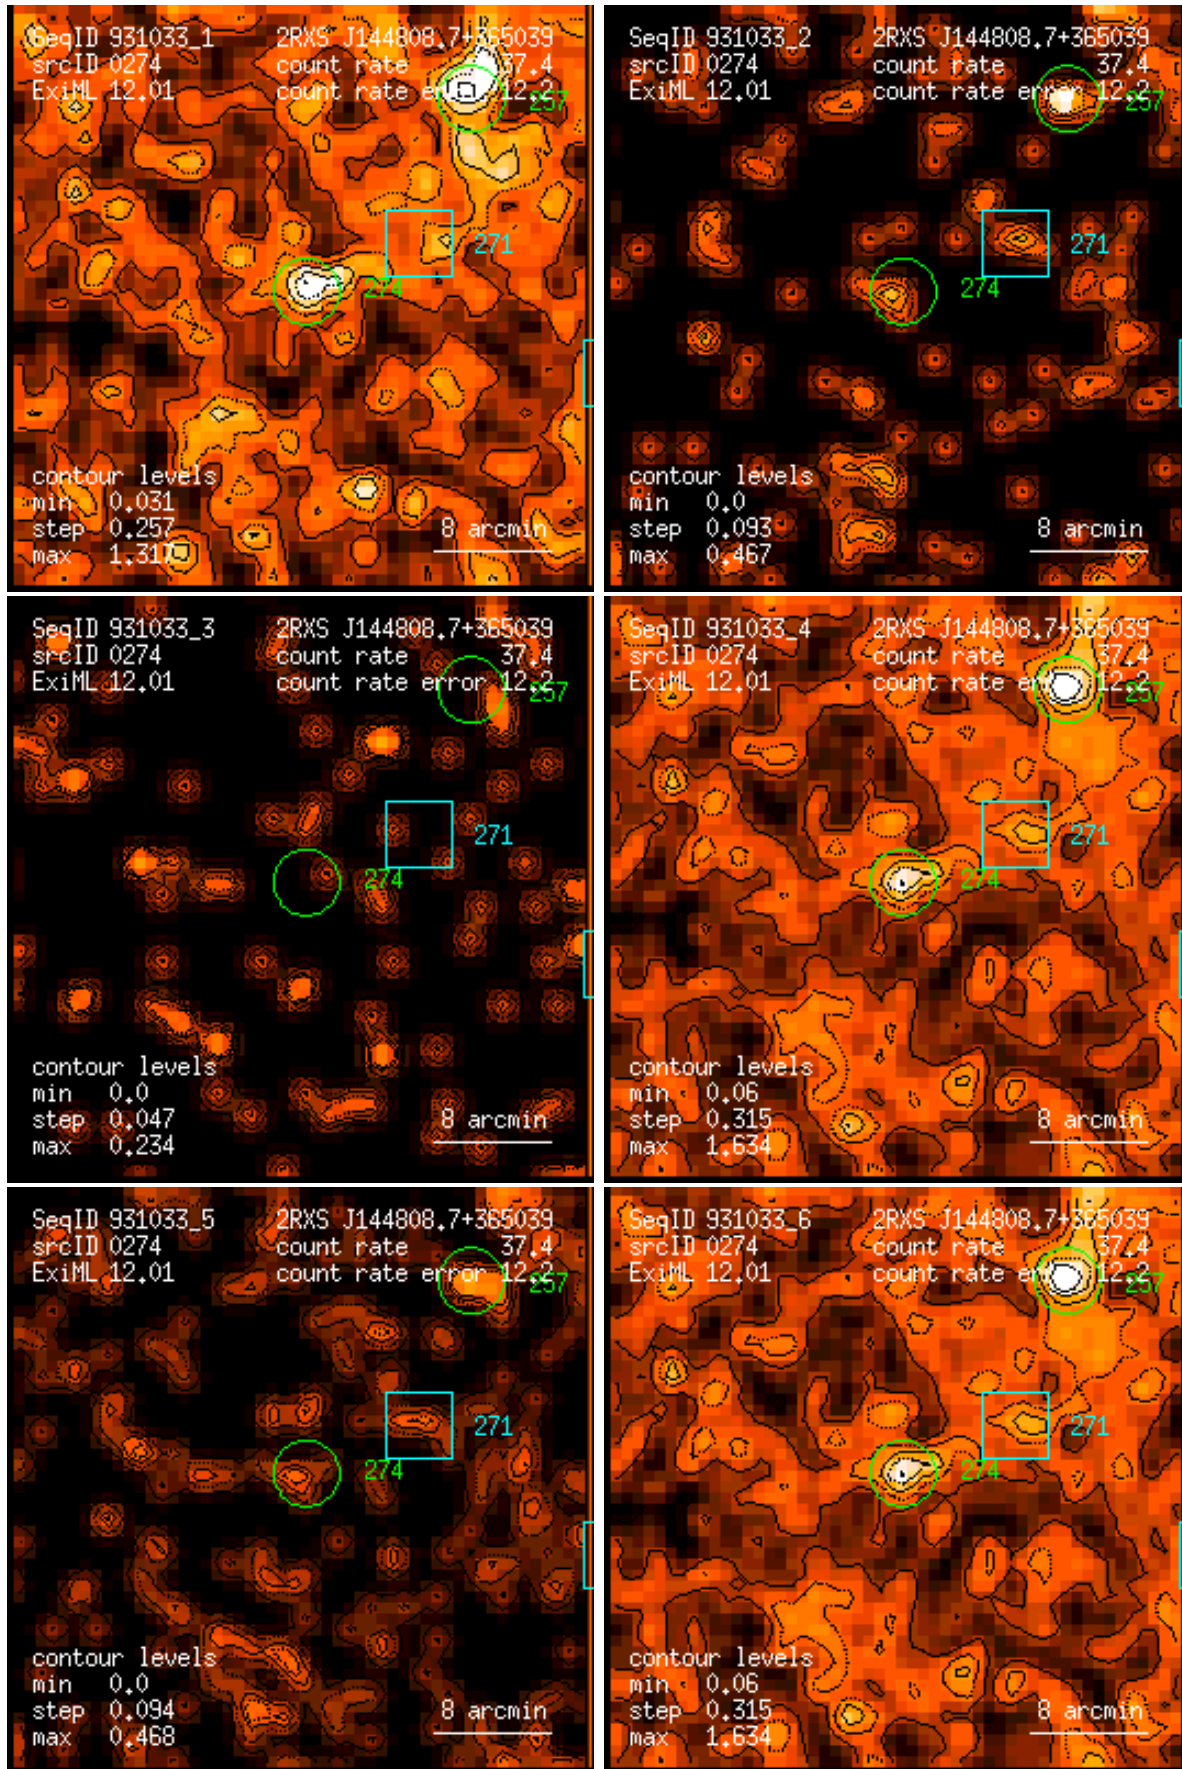 SeqID 931033_1 2RXS J144808.7+365039
srcID 0274 count rate 37.4
ExiML 12.01 count rate error 12.2
257
271
274
contour levels
min 0.031
step 0.257
max 1.317
8 arcmin
SeqID 931033_2 2RXS J144808.7+365039
srcID 0274 count rate 37.4
ExiML 12.01 count rate error 12.2
257
271
274
contour levels
min 0.0
step 0.093
max 0.467
8 arcmin
SeqID 931033_3 2RXS J144808.7+365039
srcID 0274 count rate 37.4
ExiML 12.01 count rate error 12.2
257
271
274
contour levels
min 0.0
step 0.047
max 0.234
8 arcmin
SeqID 931033_4 2RXS J144808.7+365039
srcID 0274 count rate 37.4
ExiML 12.01 count rate error 12.2
257
271
274
contour levels
min 0.06
step 0.315
max 1.634
8 arcmin
SeqID 931033_5 2RXS J144808.7+365039
srcID 0274 count rate 37.4
ExiML 12.01 count rate error 12.2
257
271
274
contour levels
min 0.0
step 0.094
max 0.468
8 arcmin
SeqID 931033_6 2RXS J144808.7+365039
srcID 0274 count rate 37.4
ExiML 12.01 count rate error 12.2
257
271
274
contour levels
min 0.06
step 0.315
max 1.634
8 arcmin